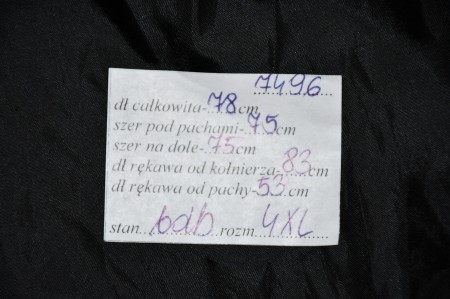 7496
dł całkowita-78cm
szer pod pachami-75cm
szer na dole-75cm
dł rękawa od kołnierza-83cm
dł rękawa od pachy-53cm
stan...bdb...rozm.4XL